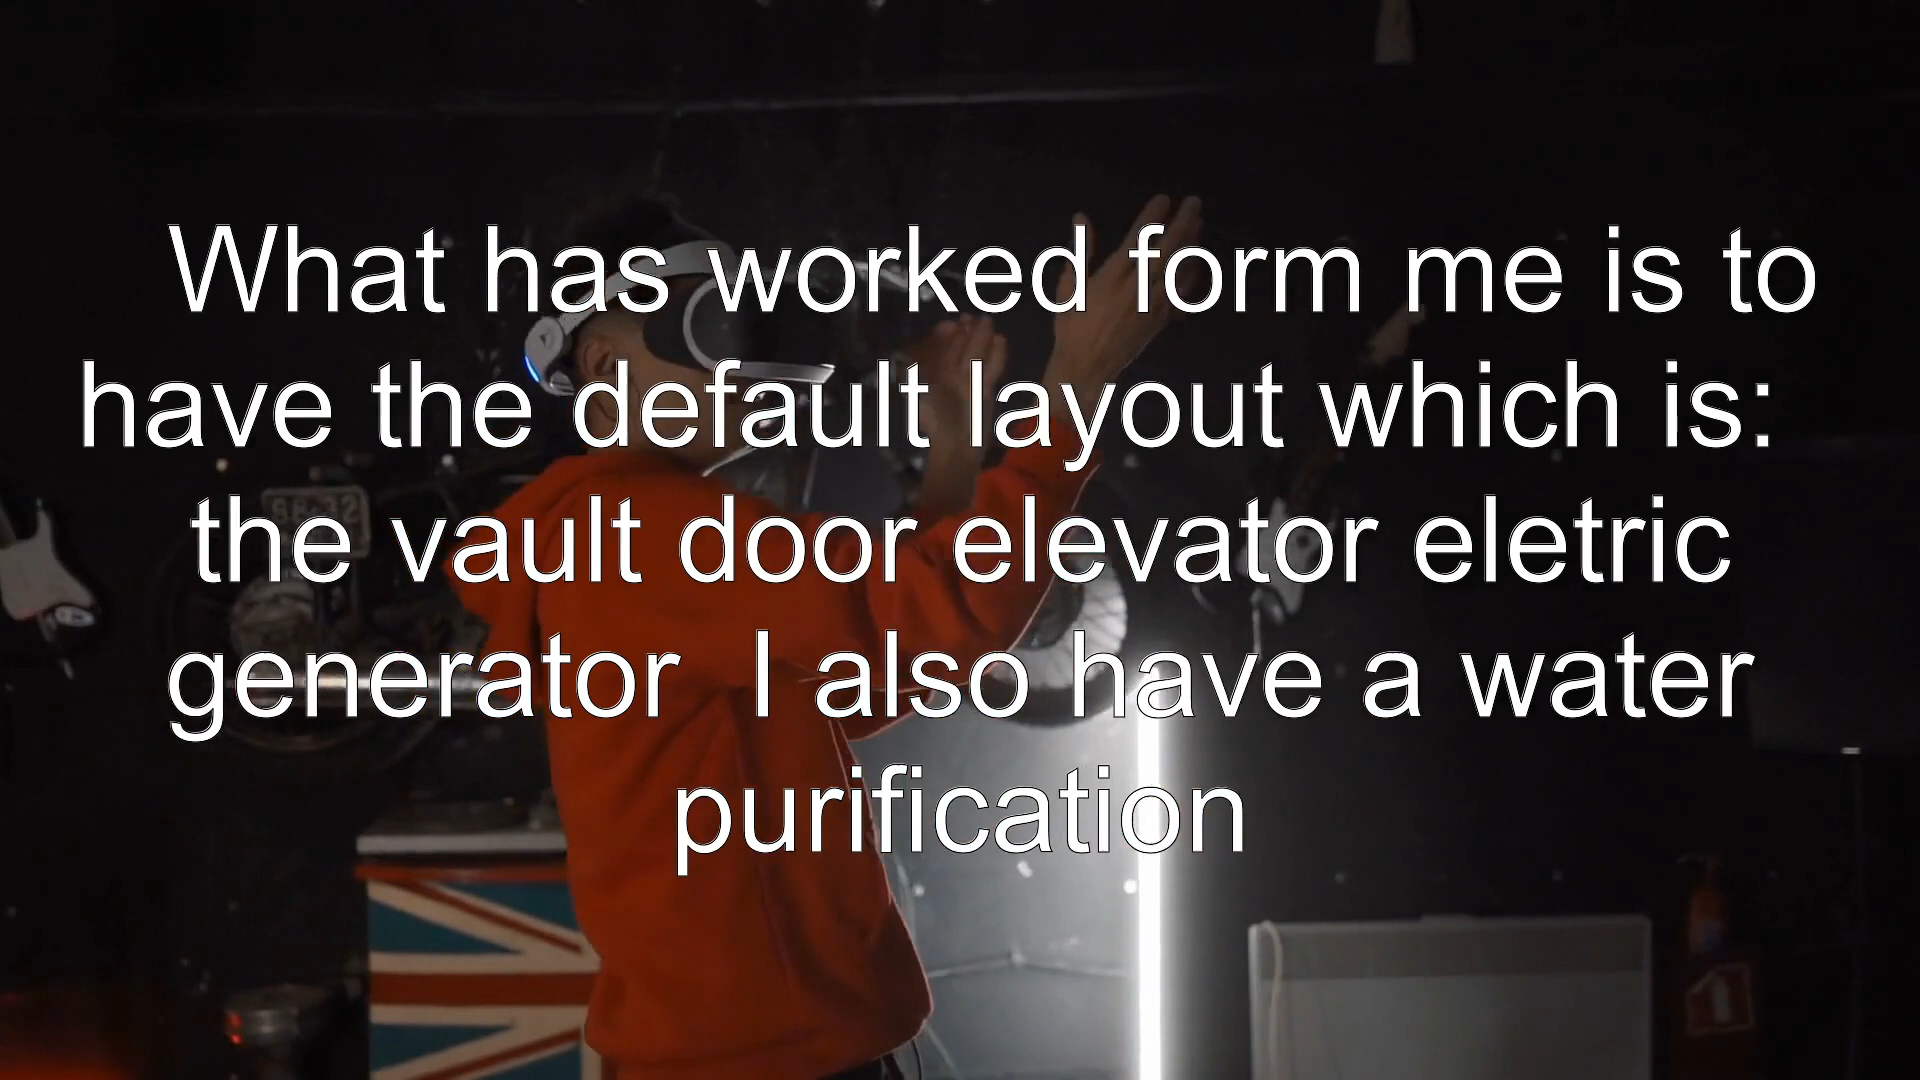 What has worked form me is to
have the default layout which is:
the vault door elevator eletric
generator  I also have a water
purification